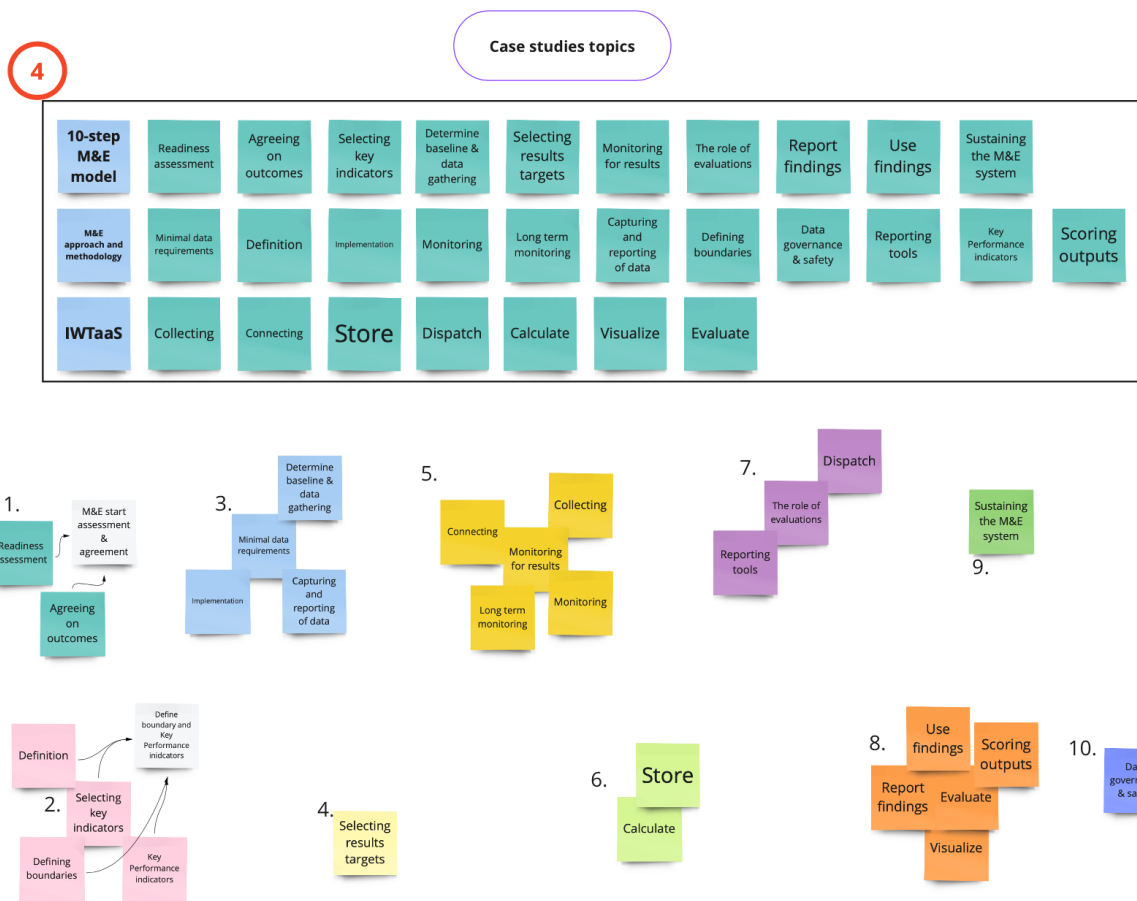 Case studies topics
4
10-step
M&E
model
Readiness
assessment
Agreeing
on
outcomes
Selecting
key
indicators
Determine
baseline &
data
gathering
Selecting
results
targets
Monitoring
for results
The role of
evaluations
Report
findings
Use
findings
Sustaining
the M&E
system
M&E
approach and
methodology
Minimal data
requirements
Definition
Implementation
Monitoring
Long term
monitoring
Capturing
and
reporting
of data
Defining
boundaries
Data
governance
& safety
Reporting
tools
Key
Performance
indicators
Scoring
outputs
IWTaaS
Collecting
Connecting
Store
Dispatch
Calculate
Visualize
Evaluate
1.
Readiness
assessment
M&E start
assessment
&
agreement
Agreeing
on
outcomes
3.
Determine
baseline &
data
gathering
Minimal data
requirements
Implementation
Capturing
and
reporting
of data
5.
Connecting
Collecting
Monitoring
for results
Long term
monitoring
Monitoring
7.
Dispatch
The role of
evaluations
Reporting
tools
Sustaining
the M&E
system
9.
Definition
Define
boundary and
Key
Performance
inidcators
2.
Selecting
key
indicators
Defining
boundaries
Key
Performance
indicators
4.
Selecting
results
targets
6.
Store
Calculate
8.
Use
findings
Scoring
outputs
Report
findings
Evaluate
Visualize
10.
Da
govern
& sa